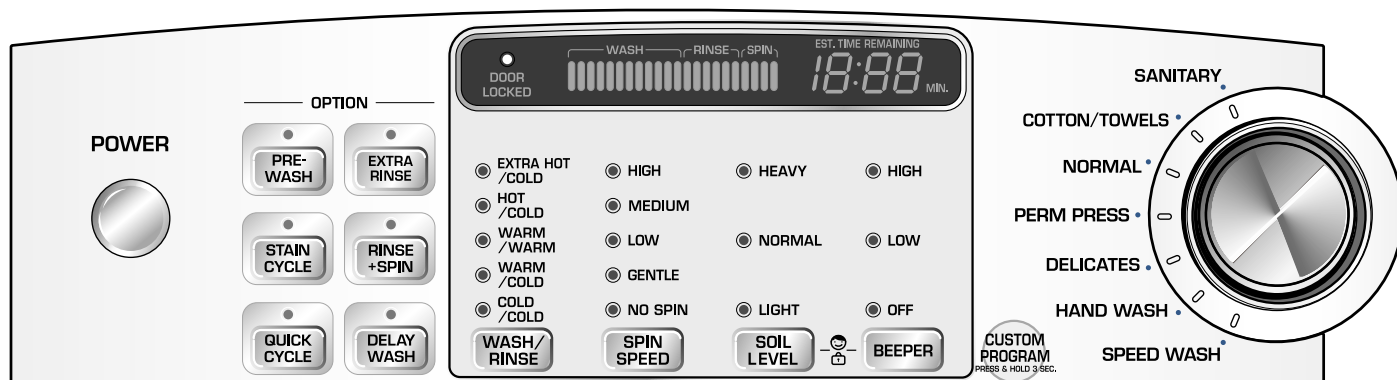 POWER
OPTION
PRE-
WASH
EXTRA
RINSE
STAIN
CYCLE
RINSE
+SPIN
QUICK
CYCLE
DELAY
WASH
DOOR
LOCKED
WASH
RINSE
SPIN
EST. TIME REMAINING
18:88
MIN.
EXTRA HOT
/COLD
HOT
/COLD
WARM
/WARM
WARM
/COLD
COLD
/COLD
WASH/
RINSE
HIGH
MEDIUM
LOW
GENTLE
NO SPIN
SPIN
SPEED
HEAVY
NORMAL
LIGHT
SOIL
LEVEL
HIGH
LOW
OFF
BEEPER
CUSTOM
PROGRAM
PRESS & HOLD 3 SEC.
SANITARY
COTTON/TOWELS
NORMAL
PERM PRESS
DELICATES
HAND WASH
SPEED WASH